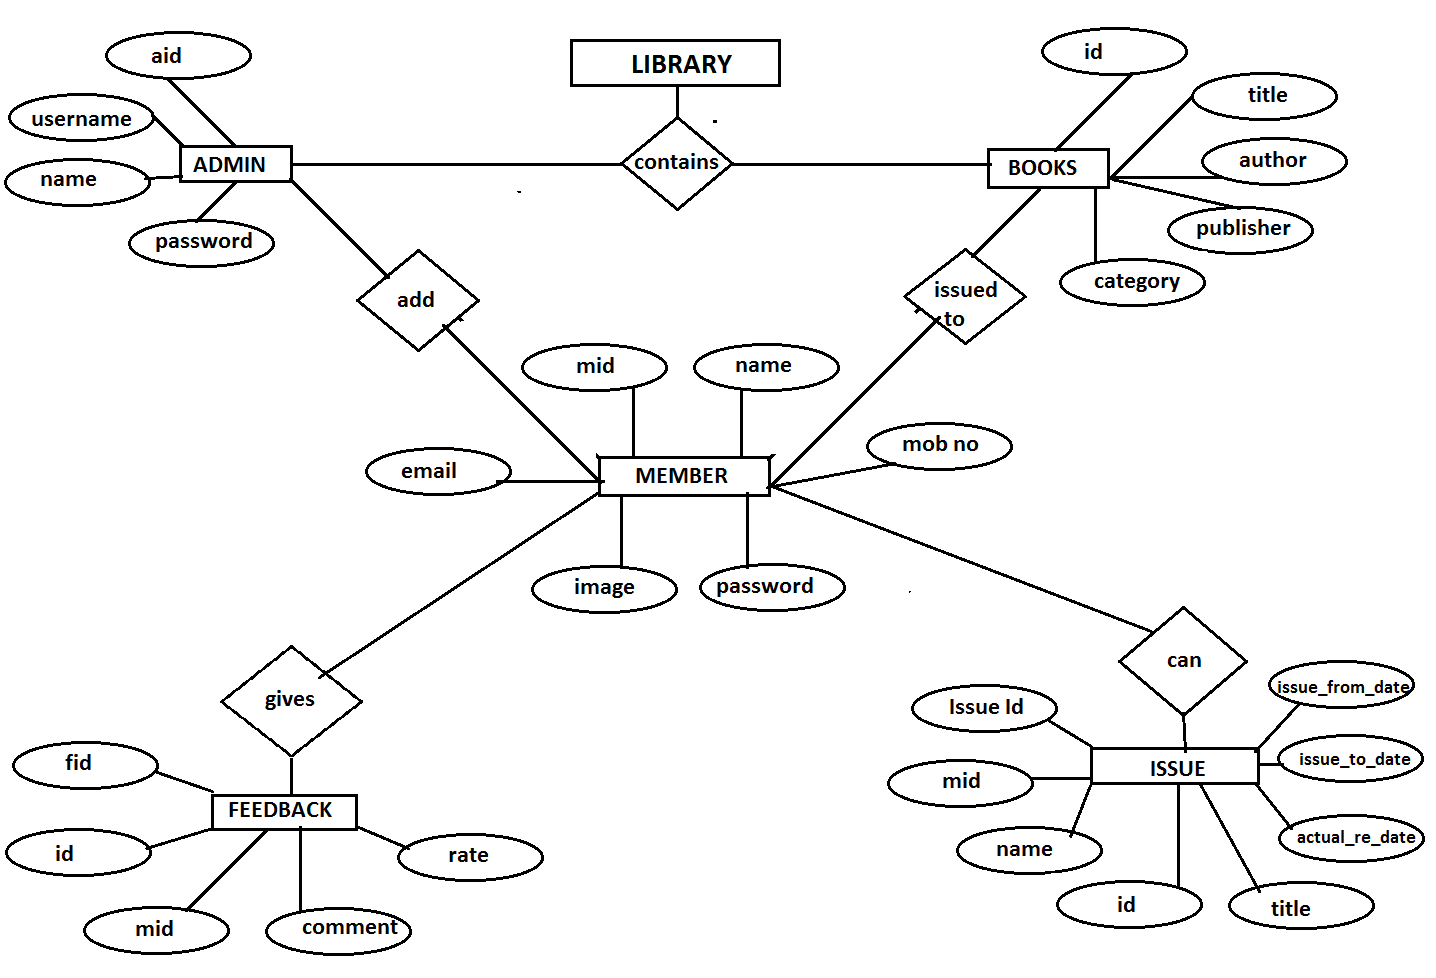 LIBRARY
aid
id
username
title
ADMIN
contains
BOOKS
author
name
password
publisher
category
add
issued
to
mid
name
mob no
email
MEMBER
image
password
can
gives
issue_from_date
Issue Id
fid
ISSUE
issue_to_date
mid
FEEDBACK
actual_re_date
name
id
rate
id
title
mid
comment